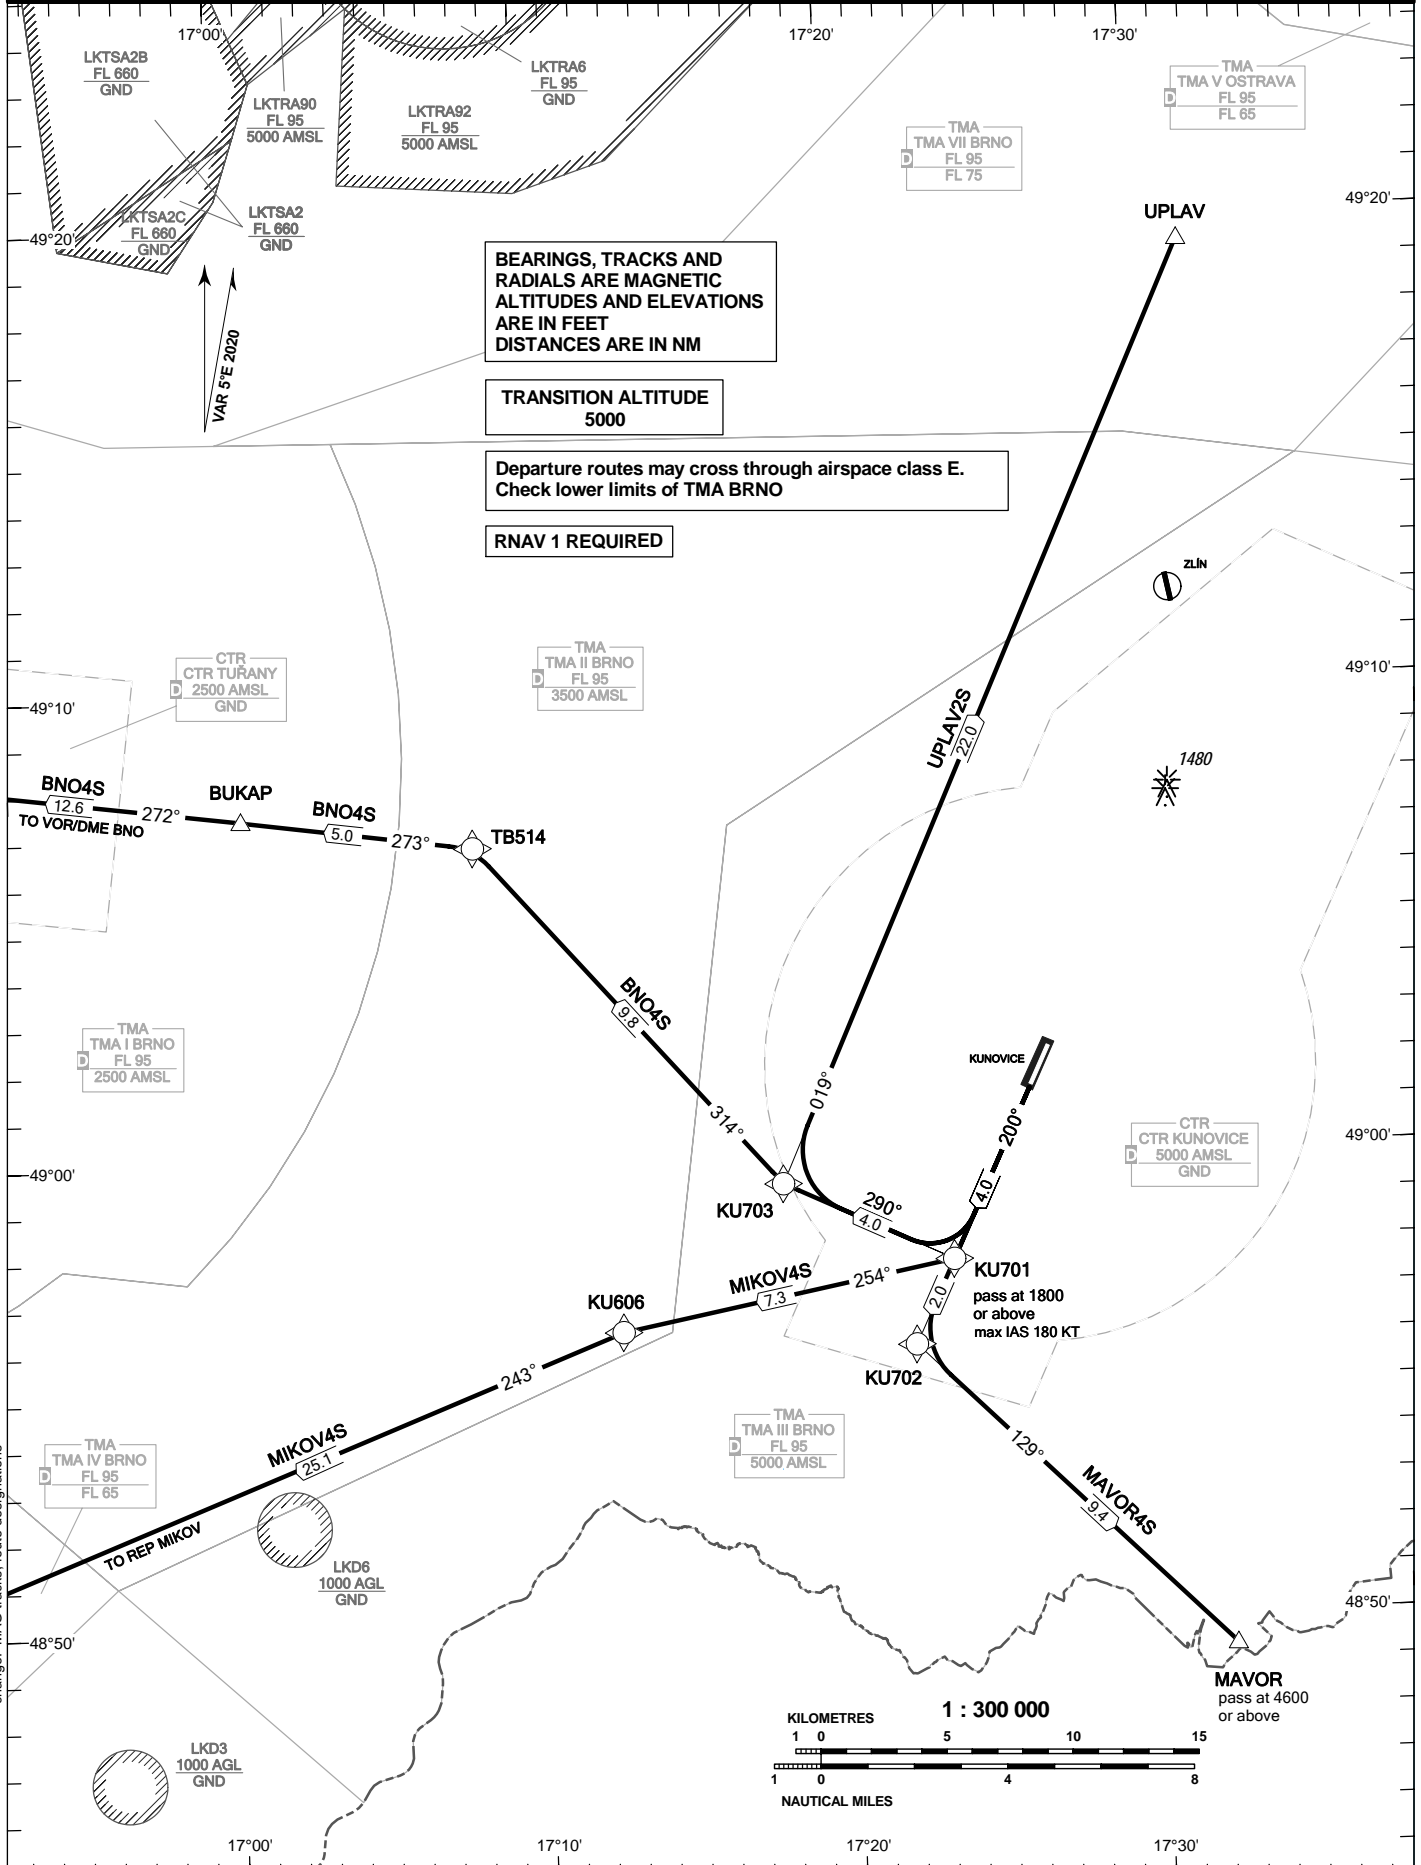 17°00'
17°20'
17°30'
LKTSA2B
FL 660
GND
LKTRA90
FL 95
5000 AMSL
LKTRA92
FL 95
5000 AMSL
LKTRA6
FL 95
GND
TMA
TMA V OSTRAVA
D
FL 95
FL 65
TMA
TMA VII BRNO
D
FL 95
FL 75
LKTSA2C
FL 660
GND
LKTSA2
FL 660
GND
49°20'
49°20'
UPLAV
VAR 5°E 2020
BEARINGS, TRACKS AND
RADIALS ARE MAGNETIC
ALTITUDES AND ELEVATIONS
ARE IN FEET
DISTANCES ARE IN NM
TRANSITION ALTITUDE
5000
Departure routes may cross through airspace class E.
Check lower limits of TMA BRNO
RNAV 1 REQUIRED
ZLÍN
CTR
CTR TUŘANY
D
2500 AMSL
GND
TMA
TMA II BRNO
D
FL 95
3500 AMSL
49°10'
49°10'
UPLAV2S
22.0
1480
BNO4S
12.6
272°
TO VOR/DME BNO
BUKAP
BNO4S
5.0
273°
TB514
BNO4S
9.8
314°
019°
TMA
TMA I BRNO
D
FL 95
2500 AMSL
KUNOVICE
200°
4.0
CTR
CTR KUNOVICE
D
5000 AMSL
GND
49°00'
49°00'
KU703
290°
4.0
KU701
pass at 1800
or above
max IAS 180 KT
MIKOV4S
7.3
254°
2.0
KU606
KU702
243°
MIKOV4S
25.1
TO REP MIKOV
TMA
TMA III BRNO
D
FL 95
5000 AMSL
129°
MAVOR4S
9.4
TMA
TMA IV BRNO
D
FL 95
FL 65
LKD6
1000 AGL
GND
48°50'
48°50'
MAVOR
pass at 4600
or above
LKD3
1000 AGL
GND
1 : 300 000
KILOMETRES
1 0 5 10 15
1 0 4 8
NAUTICAL MILES
17°00'
17°10'
17°20'
17°30'